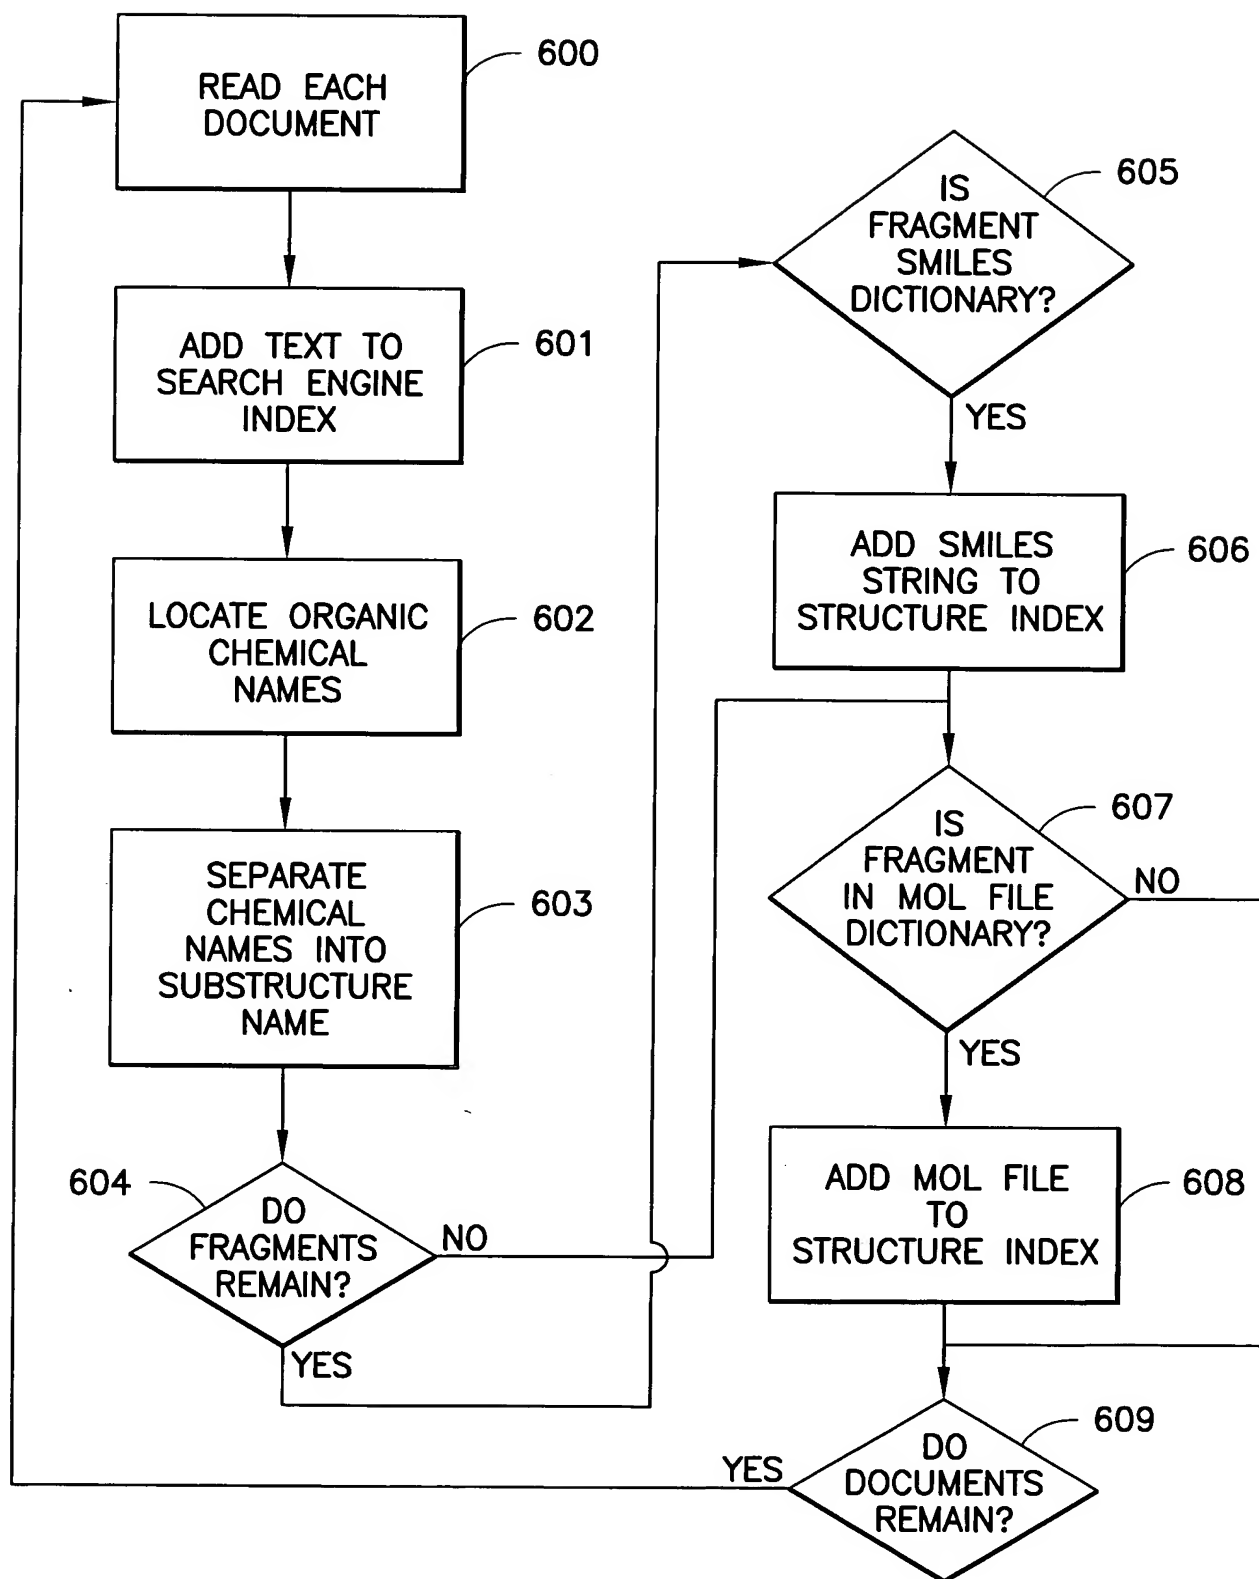 READ EACH
DOCUMENT
600
ADD TEXT TO
SEARCH ENGINE
INDEX
601
LOCATE ORGANIC
CHEMICAL
NAMES
602
SEPARATE
CHEMICAL
NAMES INTO
SUBSTRUCTURE
NAME
603
604
DO
FRAGMENTS
REMAIN?
NO
YES
IS
FRAGMENT
SMILES
DICTIONARY?
605
YES
ADD SMILES
STRING TO
STRUCTURE INDEX
606
IS
FRAGMENT
IN MOL FILE
DICTIONARY?
607
NO
YES
ADD MOL FILE
TO
STRUCTURE INDEX
608
DO
DOCUMENTS
REMAIN?
609
YES